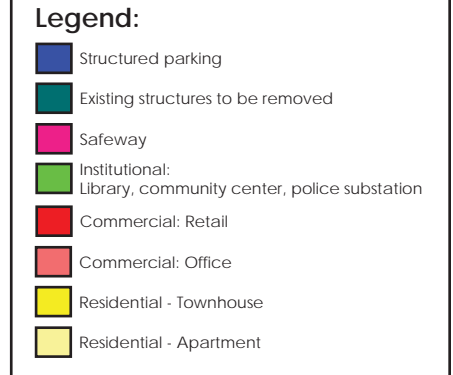 Legend:
Structured parking
Existing structures to be removed
Safeway
Institutional:
Library, community center, police substation
Commercial: Retail
Commercial: Office
Residential - Townhouse
Residential - Apartment